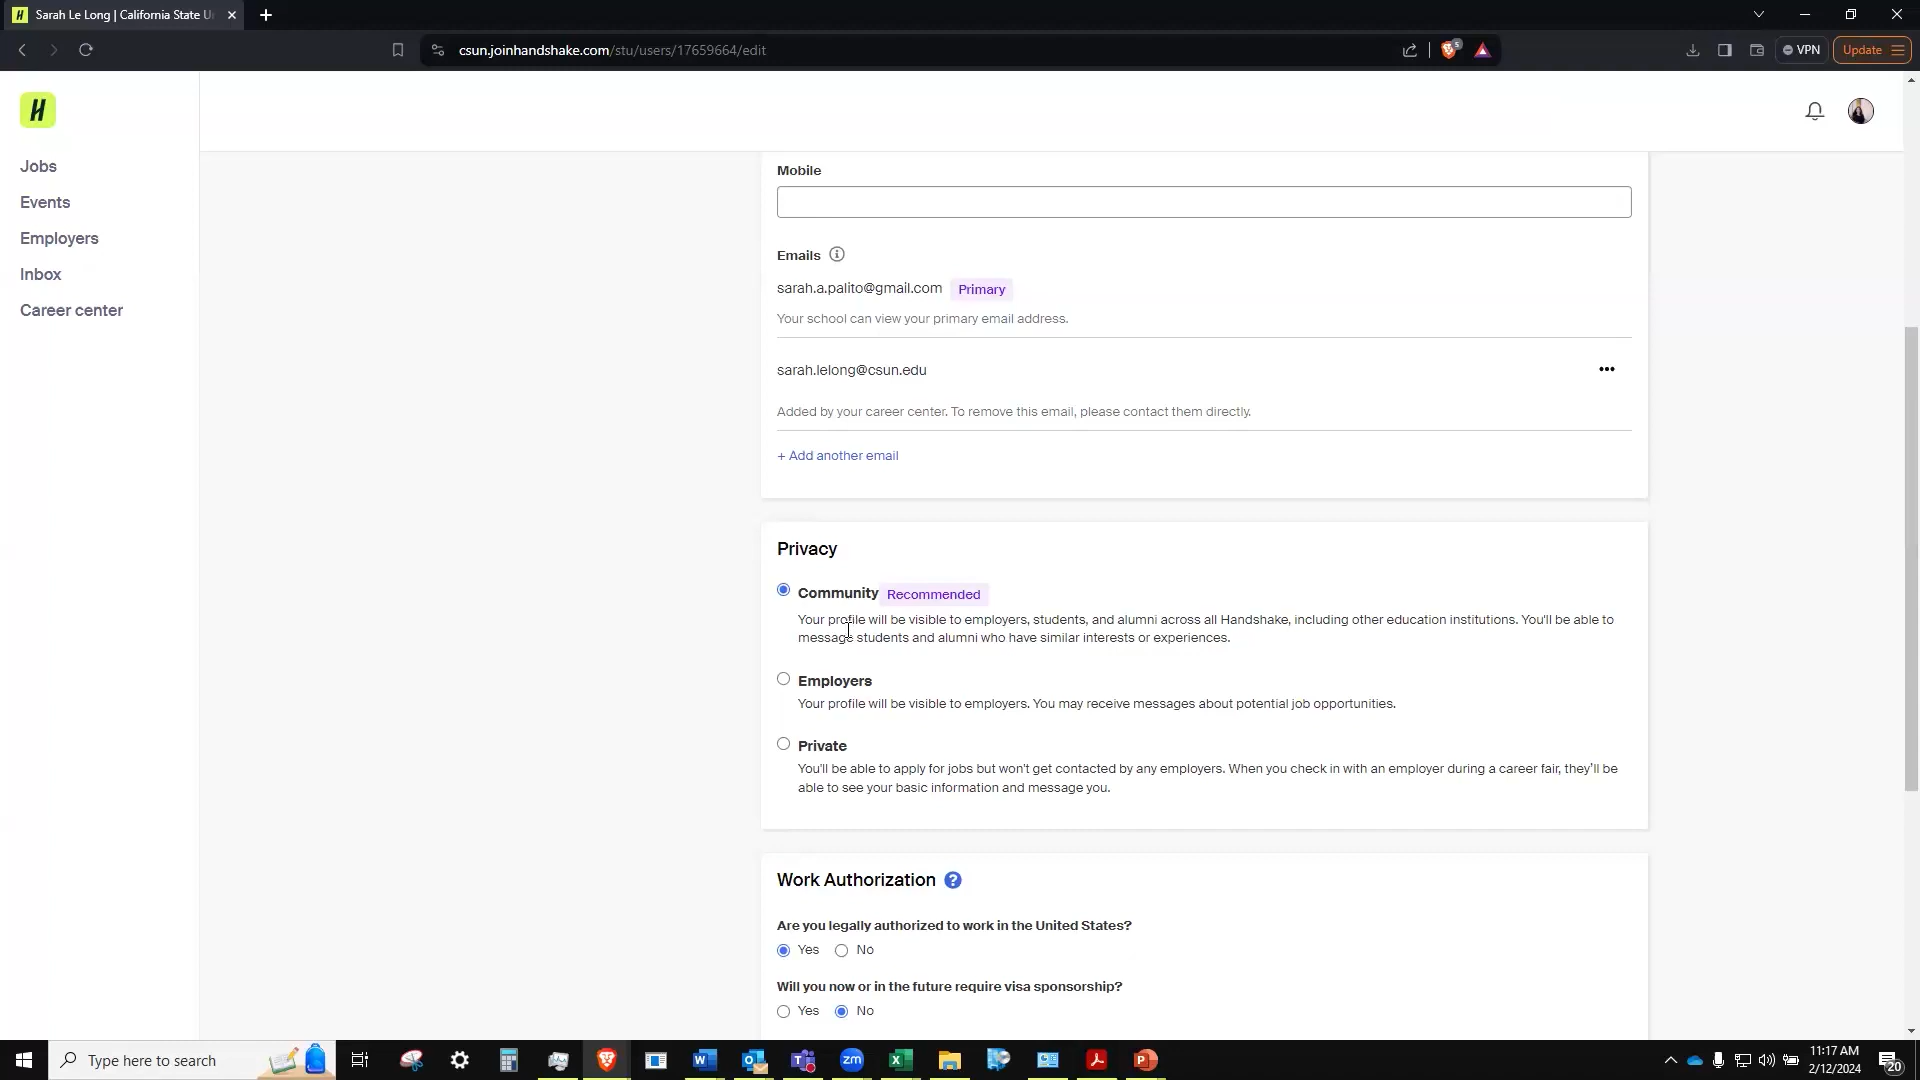 Sarah Le Long | California State U
csun.joinhandshake.com/stu/users/17659664/edit
5
VPN
Update
H
Jobs
Events
Employers
Inbox
Career center
Mobile
Emails
sarah.a.palito@gmail.com Primary
Your school can view your primary email address.
sarah.lelong@csun.edu
Added by your career center. To remove this email, please contact them directly.
+ Add another email
Privacy
Community Recommended
Your profile will be visible to employers, students, and alumni across all Handshake, including other education institutions. You'll be able to
message students and alumni who have similar interests or experiences.
Employers
Your profile will be visible to employers. You may receive messages about potential job opportunities.
Private
You'll be able to apply for jobs but won't get contacted by any employers. When you check in with an employer during a career fair, they'll be
able to see your basic information and message you.
Work Authorization ?
Are you legally authorized to work in the United States?
Yes No
Will you now or in the future require visa sponsorship?
Yes No
Type here to search
zm
11:17 AM
2/12/2024
20